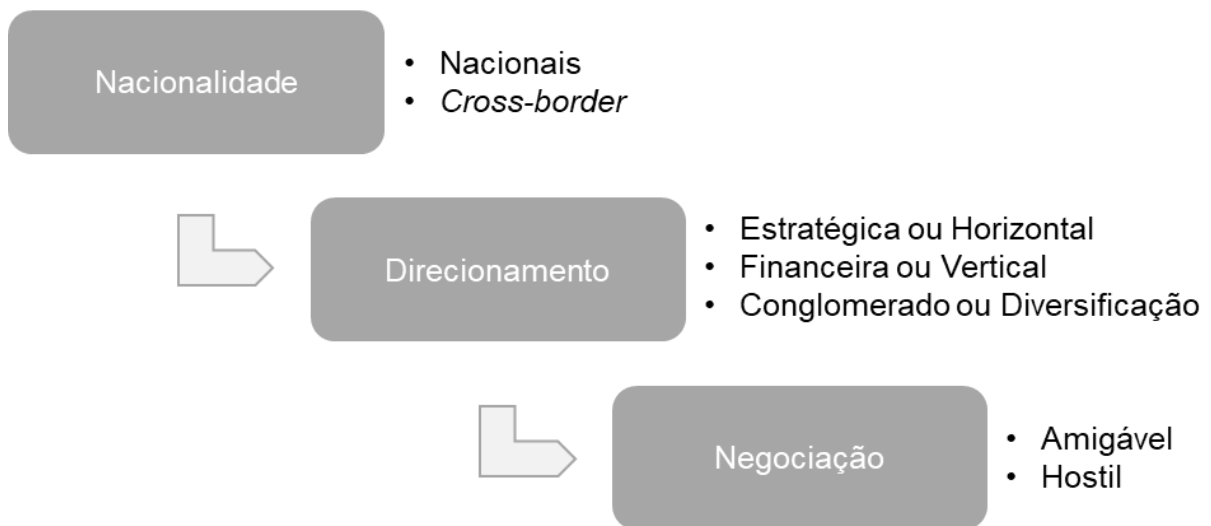 Nacionalidade
• Nacionais
• Cross-border
Direcionamento
• Estratégica ou Horizontal
• Financeira ou Vertical
• Conglomerado ou Diversificação
Negociação
• Amigável
• Hostil